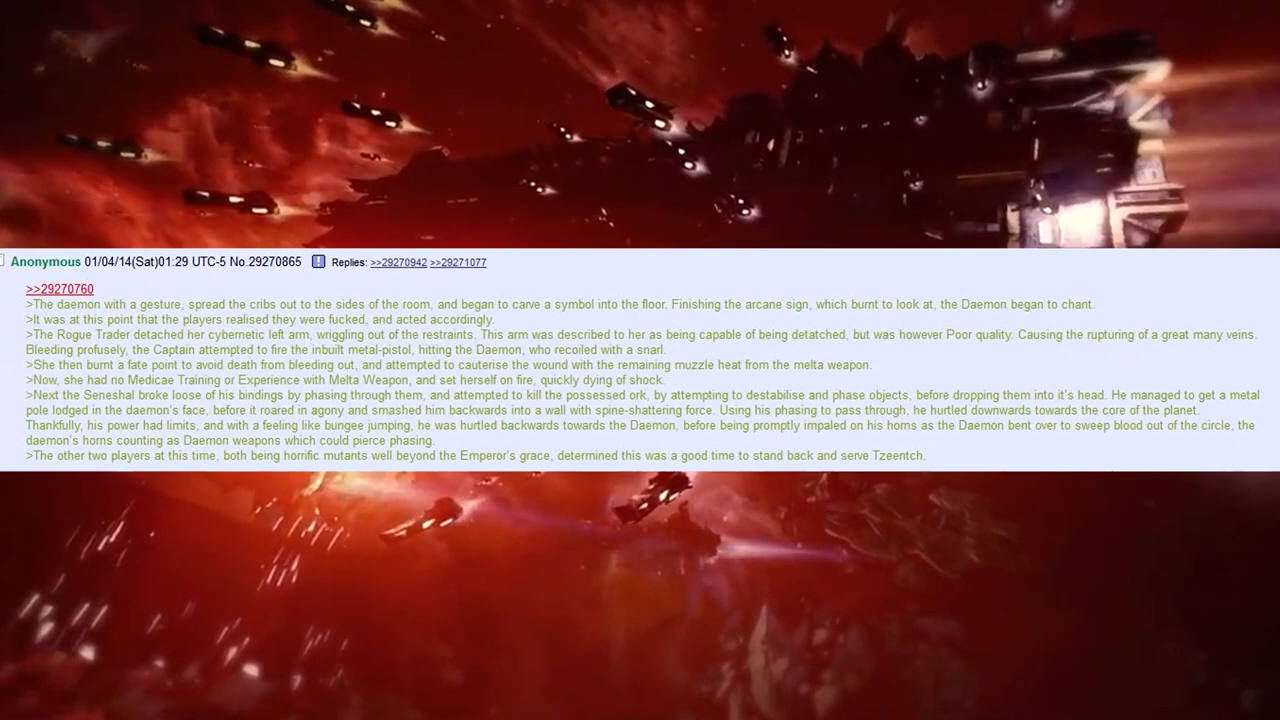 Anonymous 01/04/14(Sat)01:29 UTC-5 No.29270865 Replies: >>29270942 >>29271077
>>29270760
>The daemon with a gesture, spread the cribs out to the sides of the room, and began to carve a symbol into the floor. Finishing the arcane sign, which burnt to look at, the Daemon began to chant.
>It was at this point that the players realised they were fucked, and acted accordingly.
>The Rogue Trader detached her cybernetic left arm, wriggling out of the restraints. This arm was described to her as being capable of being detatched, but was however Poor quality. Causing the rupturing of a great many veins.
Bleeding profusely, the Captain attempted to fire the inbuilt metal-pistol, hitting the Daemon, who recoiled with a snarl.
>She then burnt a fate point to avoid death from bleeding out, and attempted to cauterise the wound with the remaining muzzle heat from the melta weapon.
>Now, she had no Medicae Training or Experience with Melta Weapon, and set herself on fire, quickly dying of shock.
>Next the Seneshal broke loose of his bindings by phasing through them, and attempted to kill the possessed ork, by attempting to destabilise and phase objects, before dropping them into it's head. He managed to get a metal
pole lodged in the daemon's face, before it roared in agony and smashed him backwards into a wall with spine-shattering force. Using his phasing to pass through, he hurtled downwards towards the core of the planet.
Thankfully, his power had limits, and with a feeling like bungee jumping, he was hurtled backwards towards the Daemon, before being promptly impaled on his horns as the Daemon bent over to sweep blood out of the circle, the
daemon's horns counting as Daemon weapons which could pierce phasing.
>The other two players at this time, both being horrific mutants well beyond the Emperor's grace, determined this was a good time to stand back and serve Tzeentch.